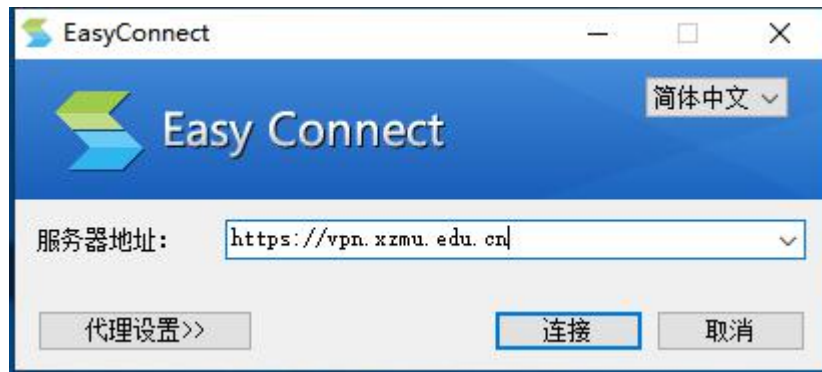 EasyConnect
简体中文
Easy Connect
服务器地址:
https://vpn.xzmu.edu.cn
代理设置>>
连接
取消